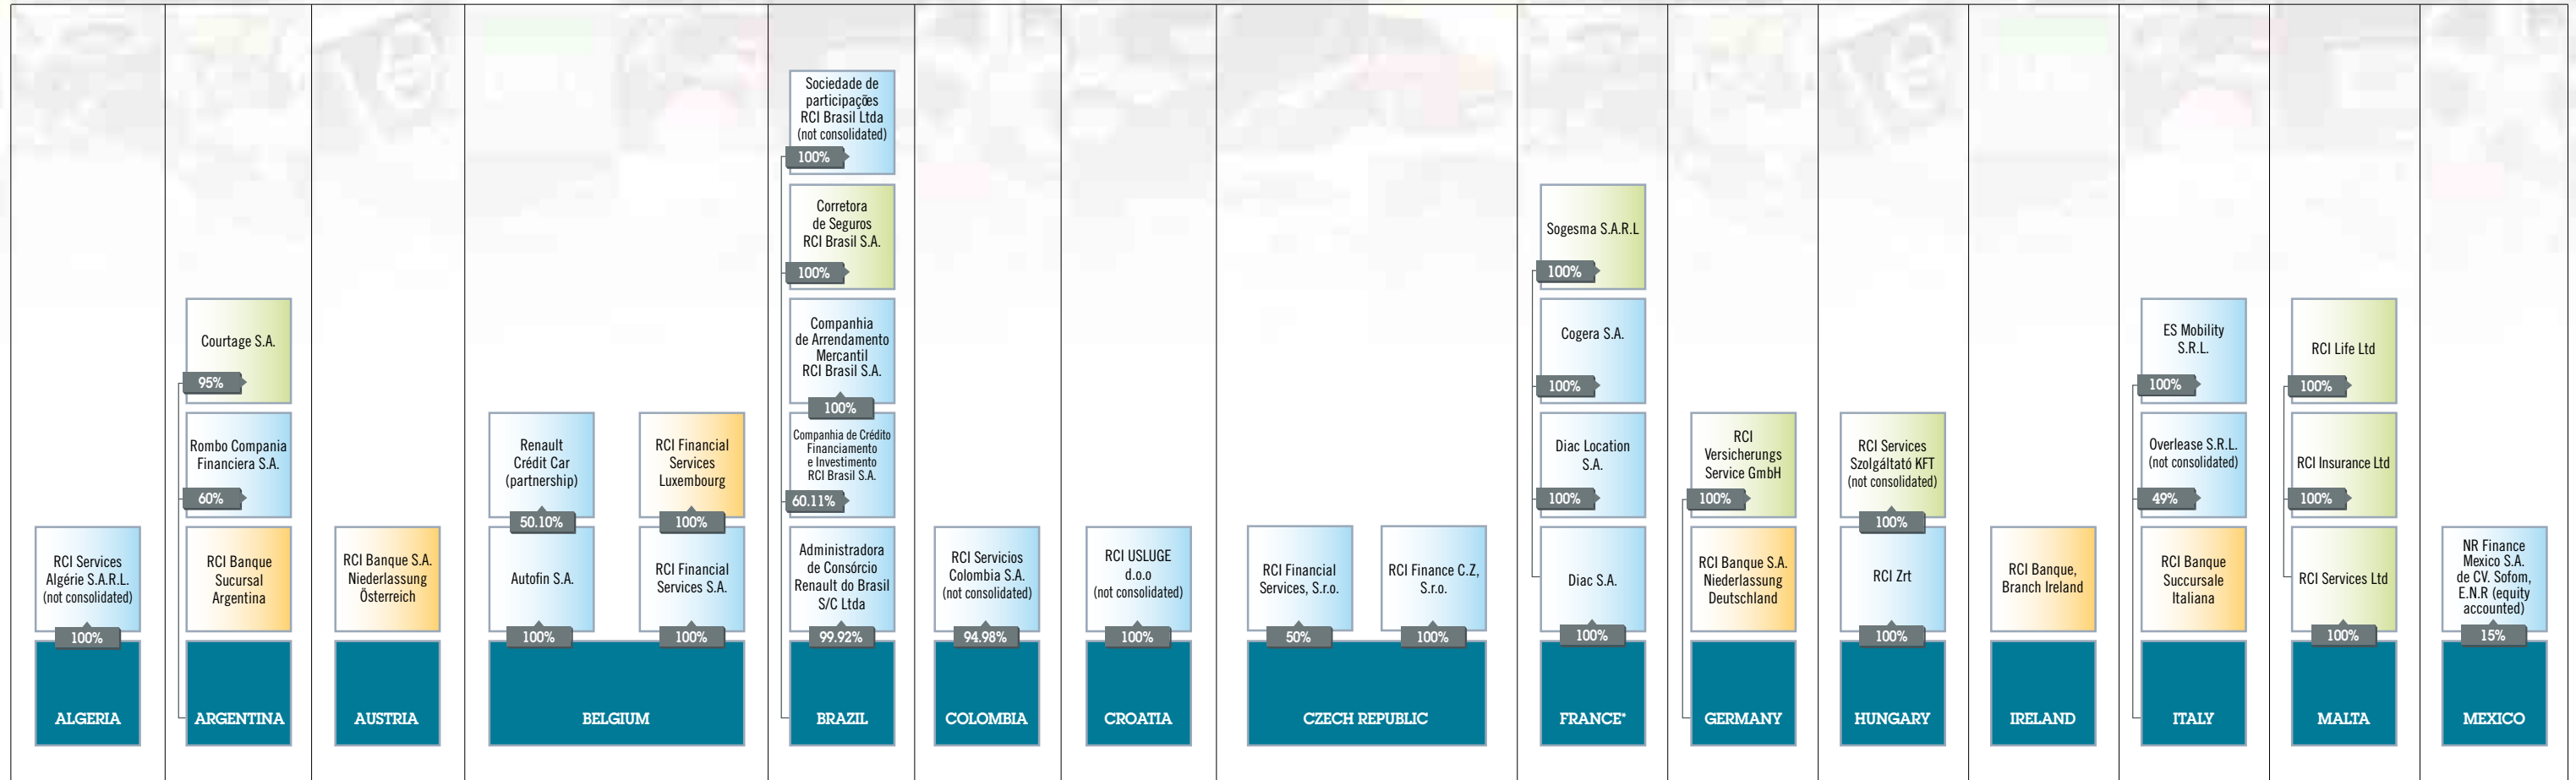 RCI Services
Algérie S.A.R.L.
(not consolidated)
100%
ALGERIA
Courtage S.A.
95%
Rombo Compania
Financiera S.A.
60%
RCI Banque
Sucursal
Argentina
ARGENTINA
RCI Banque S.A.
Niederlassung
Österreich
AUSTRIA
Renault
Crédit Car
(partnership)
50.10%
Autofin S.A.
100%
RCI Financial
Services
Luxembourg
100%
RCI Financial
Services S.A.
100%
BELGIUM
Sociedade de
participações
RCI Brasil Ltda
(not consolidated)
100%
Corretora
de Seguros
RCI Brasil S.A.
100%
Companhia
de Arrendamento
Mercantil
RCI Brasil S.A.
100%
Companhia de Crédito
Financiamento
e Investimento
RCI Brasil S.A.
60.11%
Administradora
de Consórcio
Renault do Brasil
S/C Ltda
99.92%
BRAZIL
RCI Servicios
Colombia S.A.
(not consolidated)
94.98%
COLOMBIA
RCI USLUGE
d.o.o
(not consolidated)
100%
CROATIA
RCI Financial
Services, S.r.o.
50%
RCI Finance C.Z,
S.r.o.
100%
CZECH REPUBLIC
Sogesma S.A.R.L
100%
Cogera S.A.
100%
Diac Location
S.A.
100%
Diac S.A.
100%
FRANCE*
RCI
Versicherungs
Service GmbH
100%
RCI Banque S.A.
Niederlassung
Deutschland
GERMANY
RCI Services
Szolgáltató KFT
(not consolidated)
100%
RCI Zrt
100%
HUNGARY
RCI Banque,
Branch Ireland
IRELAND
ES Mobility
S.R.L.
100%
Overlease S.R.L.
(not consolidated)
49%
RCI Banque
Succursale
Italiana
ITALY
RCI Life Ltd
100%
RCI Insurance Ltd
100%
RCI Services Ltd
100%
MALTA
NR Finance
Mexico S.A.
de CV. Sofom,
E.N.R (equity
accounted)
15%
MEXICO